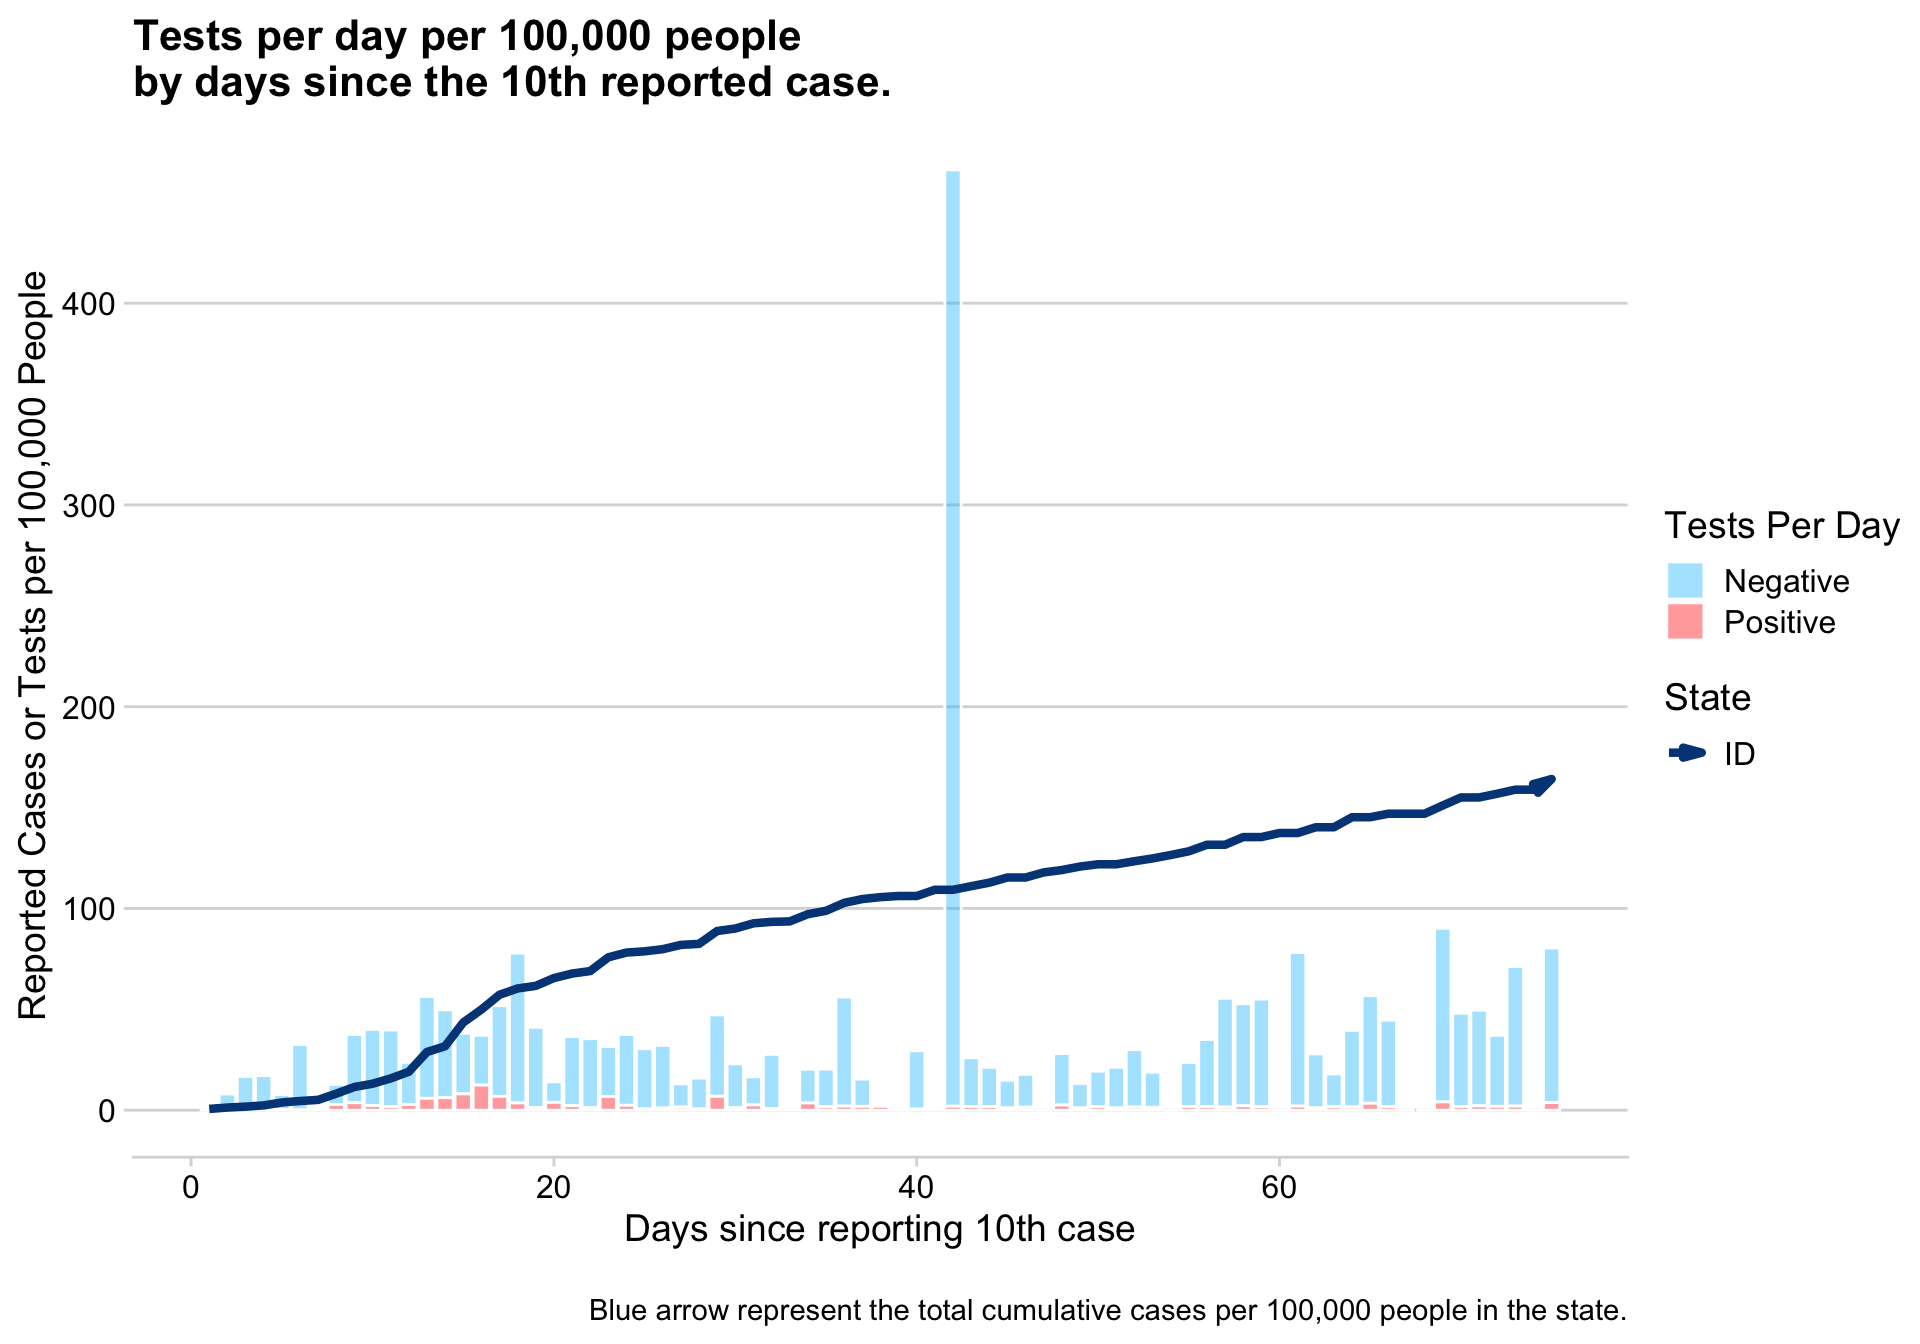 Tests per day per 100,000 people
by days since the 10th reported case.
Reported Cases or Tests per 100,000 People
400
300
200
100
0
0
20
40
60
Days since reporting 10th case
Tests Per Day
Negative
Positive
State
ID
Blue arrow represent the total cumulative cases per 100,000 people in the state.